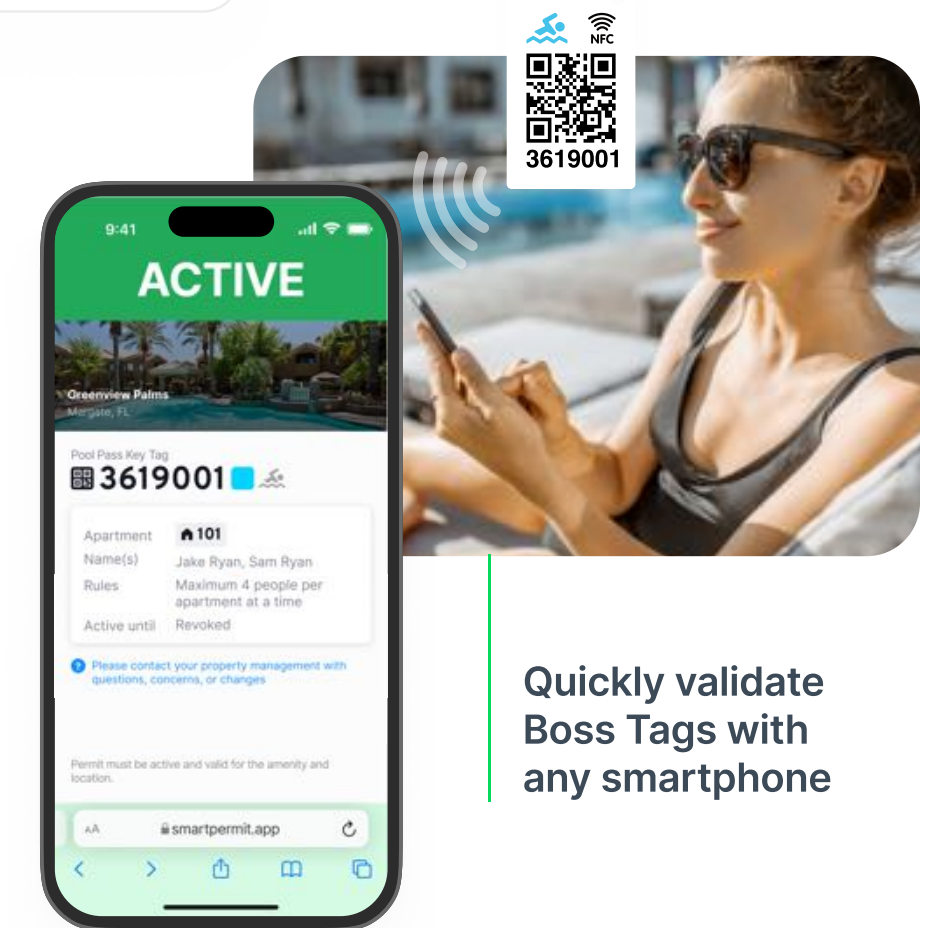 NFC
3619001
9:41
ACTIVE
Greenview Palms
Margate, FL
Pool Pass Key Tag
3619001
Apartment 101
Name(s) Jake Ryan, Sam Ryan
Rules Maximum 4 people per
apartment at a time
Active until Revoked
? Please contact your property management with
questions, concerns, or changes
Permit must be active and valid for the amenity and
location.
AA smartpermit.app
Quickly validate
Boss Tags with
any smartphone